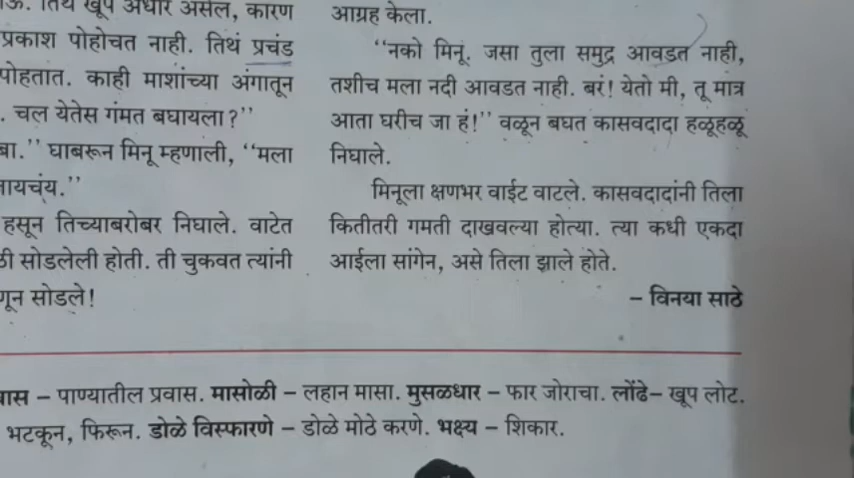 तिथे खूप अंधार असेल, कारण
प्रकाश पोहोचत नाही. तिथं प्रचंड
पोहतात. काही माशांच्या अंगातून
. चल येतेस गंमत बघायला?’’
बा.’’ घाबरून मिनू म्हणाली, ‘‘मला
हसून तिच्याबरोबर निघाले. वाटेत
सोडलेली होती. ती चुकवत त्यांनी
सोडले!
आग्रह केला.
‘‘नको मिनू. जसा तुला समुद्र आवडत नाही,
तशीच मला नदी आवडत नाही. बरं! येतो मी, तू मात्र
आता घरीच जा हं!’’ वळून बघत कासवदादा हळूहळू
निघाले.
मिनूला क्षणभर वाईट वाटले. कासवदादांनी तिला
कितीतरी गमती दाखवल्या होत्या. त्या कधी एकदा
आईला सांगेन, असे तिला झाले होते.
– विनया साठे
– पाण्यातील प्रवास. मासोळी – लहान मासा. मुसळधार – फार जोराचा. लोंढे– खूप लोट.
भटकून, फिरून. डोळे विस्फारणे – डोळे मोठे करणे. भक्ष्य – शिकार.